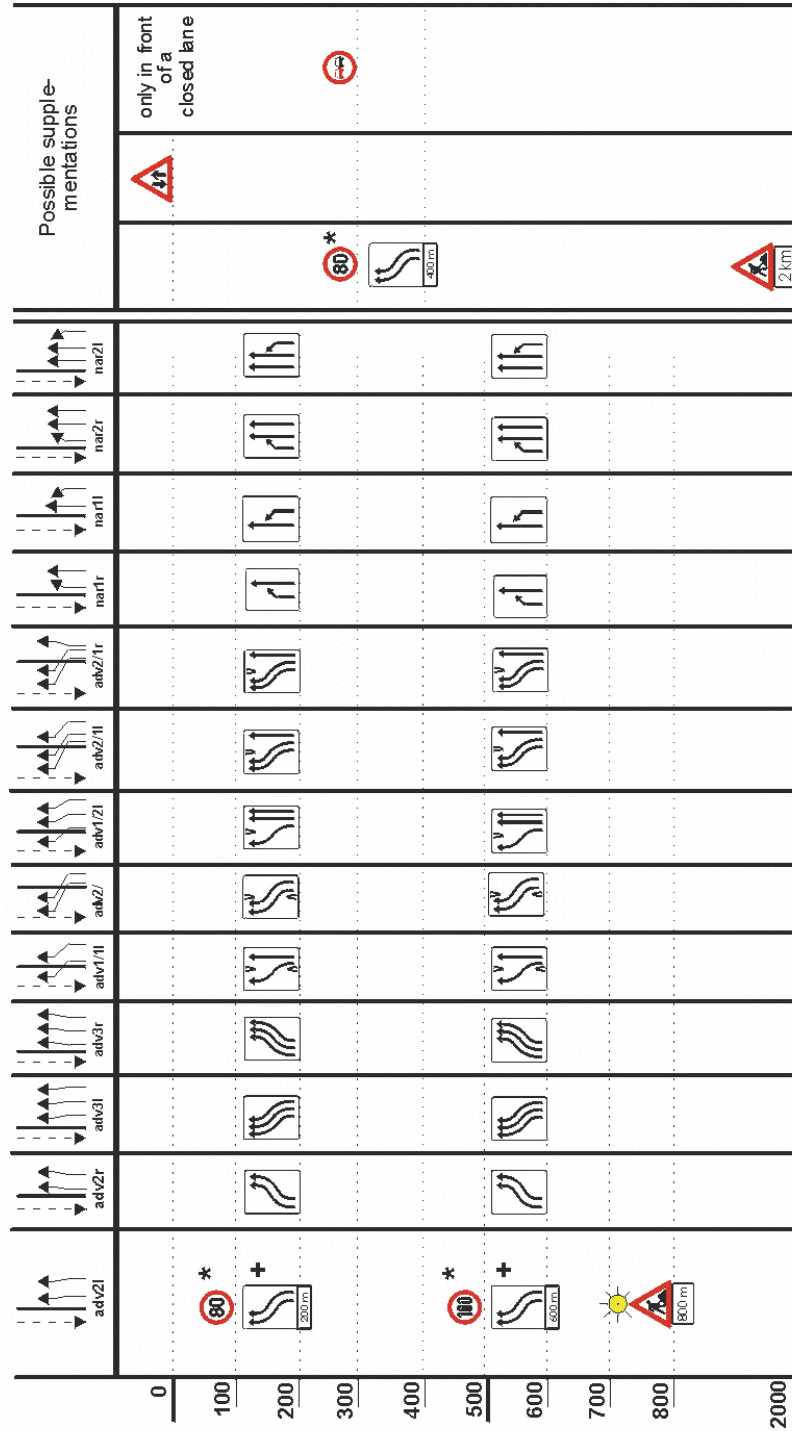 Possible supple-
mentations
only in front
of a
closed lane
80
*
400 m
2 km
nar2l
nar2r
nar1l
nar1r
adv2/1r
adv2/1l
adv1/2l
adv2/
adv1/1l
adv3r
adv3l
adv2r
adv2l
80
*
+
200 m
100
*
+
600 m
800 m
0
100
200
300
400
500
600
700
800
2000